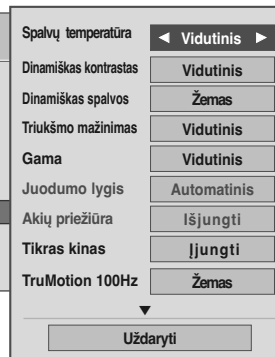 Spalvų temperatūra ◄ Vidutinis ►
Dinamiškas kontrastas Vidutinis
Dinamiškas spalvos Žemas
Triukšmo mažinimas Vidutinis
Gama Vidutinis
Juodumo lygis Automatinis
Akių priežiūra Išjungti
Tikras kinas Įjungti
TruMotion 100Hz Žemas
▼
Uždaryti